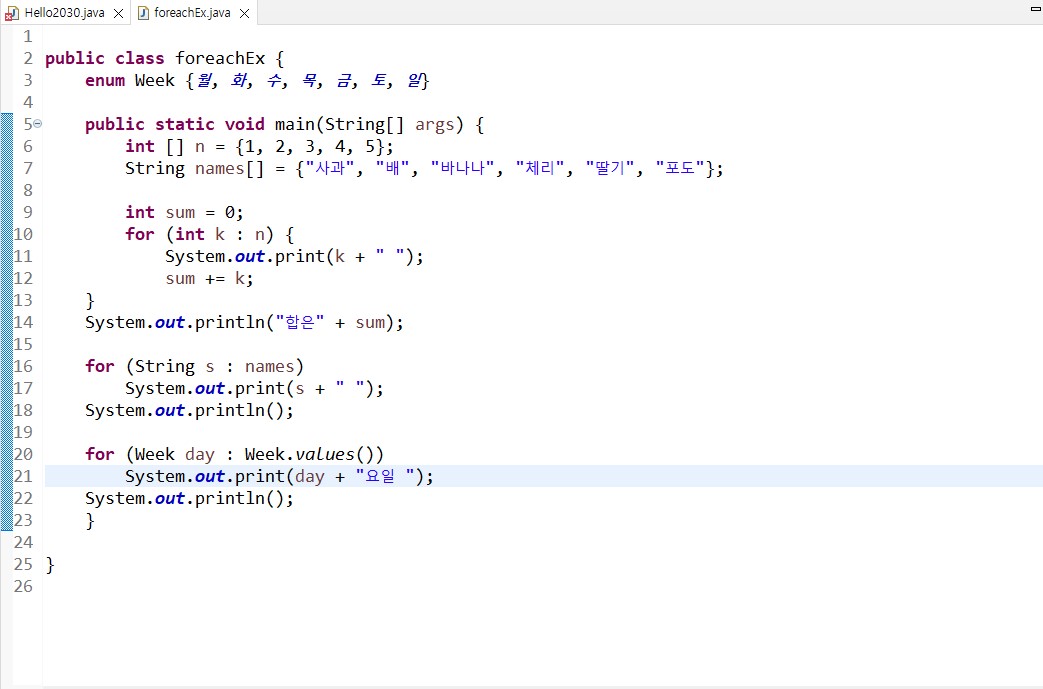 Hello2030.java foreachEx.java
1
2 public class foreachEx {
3 enum Week {월, 화, 수, 목, 금, 토, 일}
4
5 public static void main(String[] args) {
6 int [] n = {1, 2, 3, 4, 5};
7 String names[] = {"사과", "배", "바나나", "체리", "딸기", "포도"};
8
9 int sum = 0;
10 for (int k : n) {
11 System.out.print(k + " ");
12 sum += k;
13 }
14 System.out.println("합은" + sum);
15
16 for (String s : names)
17 System.out.print(s + " ");
18 System.out.println();
19
20 for (Week day : Week.values())
21 System.out.print(day + "요일 ");
22 System.out.println();
23 }
24
25 }
26